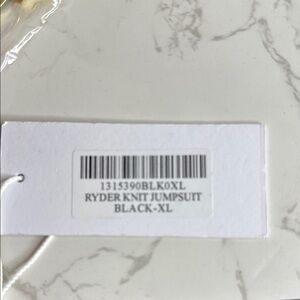 1315390BLK0XL
RYDER KNIT JUMPSUIT
BLACK-XL